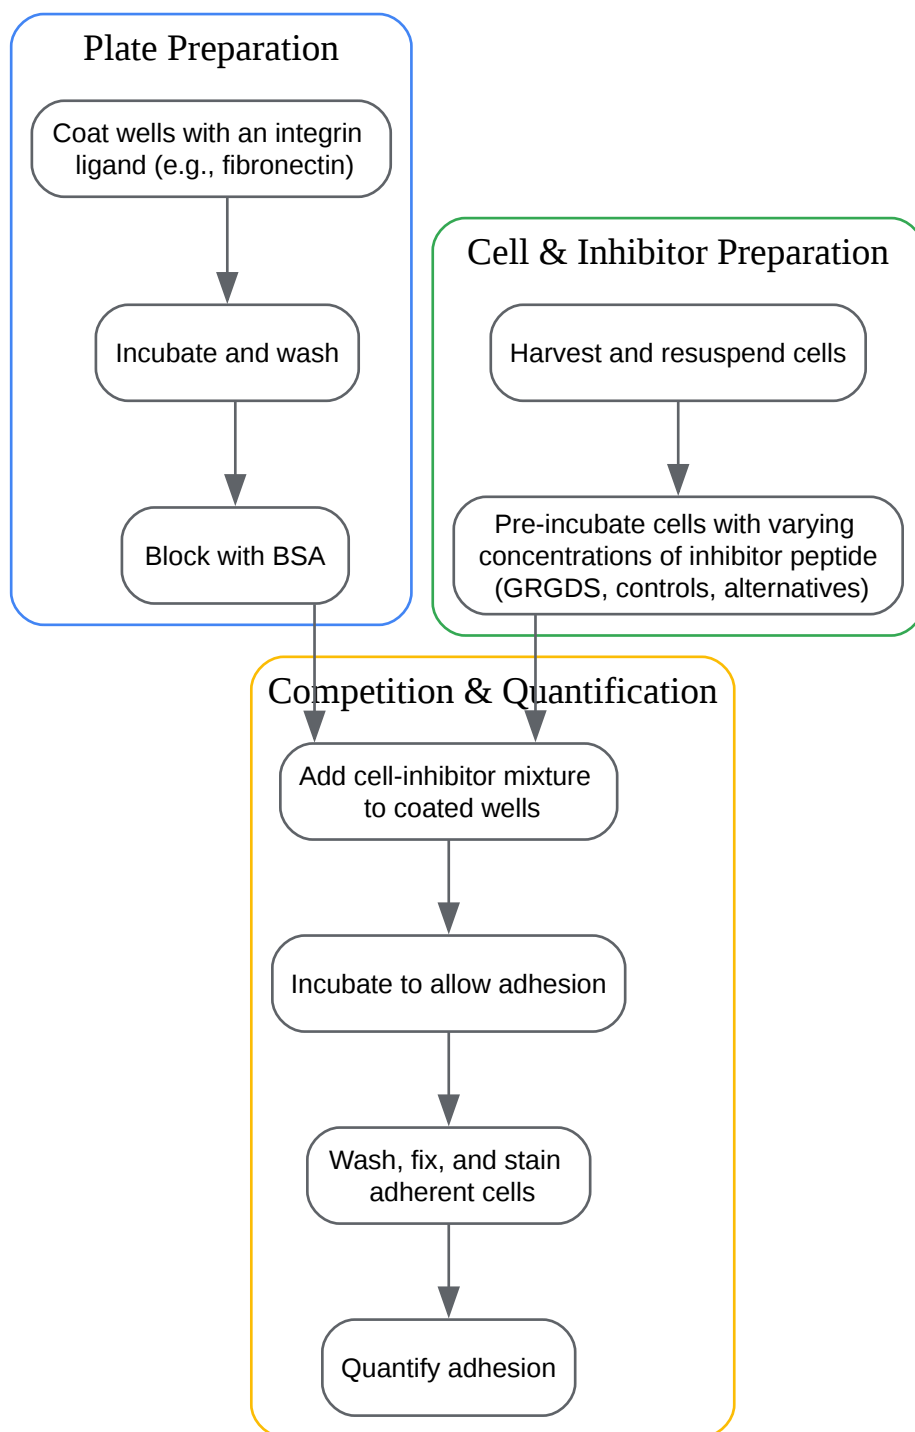 Plate Preparation
Coat wells with an integrin
ligand (e.g., fibronectin)
Incubate and wash
Block with BSA
Cell & Inhibitor Preparation
Harvest and resuspend cells
Pre-incubate cells with varying
concentrations of inhibitor peptide
(GRGDS, controls, alternatives)
Competition & Quantification
Add cell-inhibitor mixture
to coated wells
Incubate to allow adhesion
Wash, fix, and stain
adherent cells
Quantify adhesion